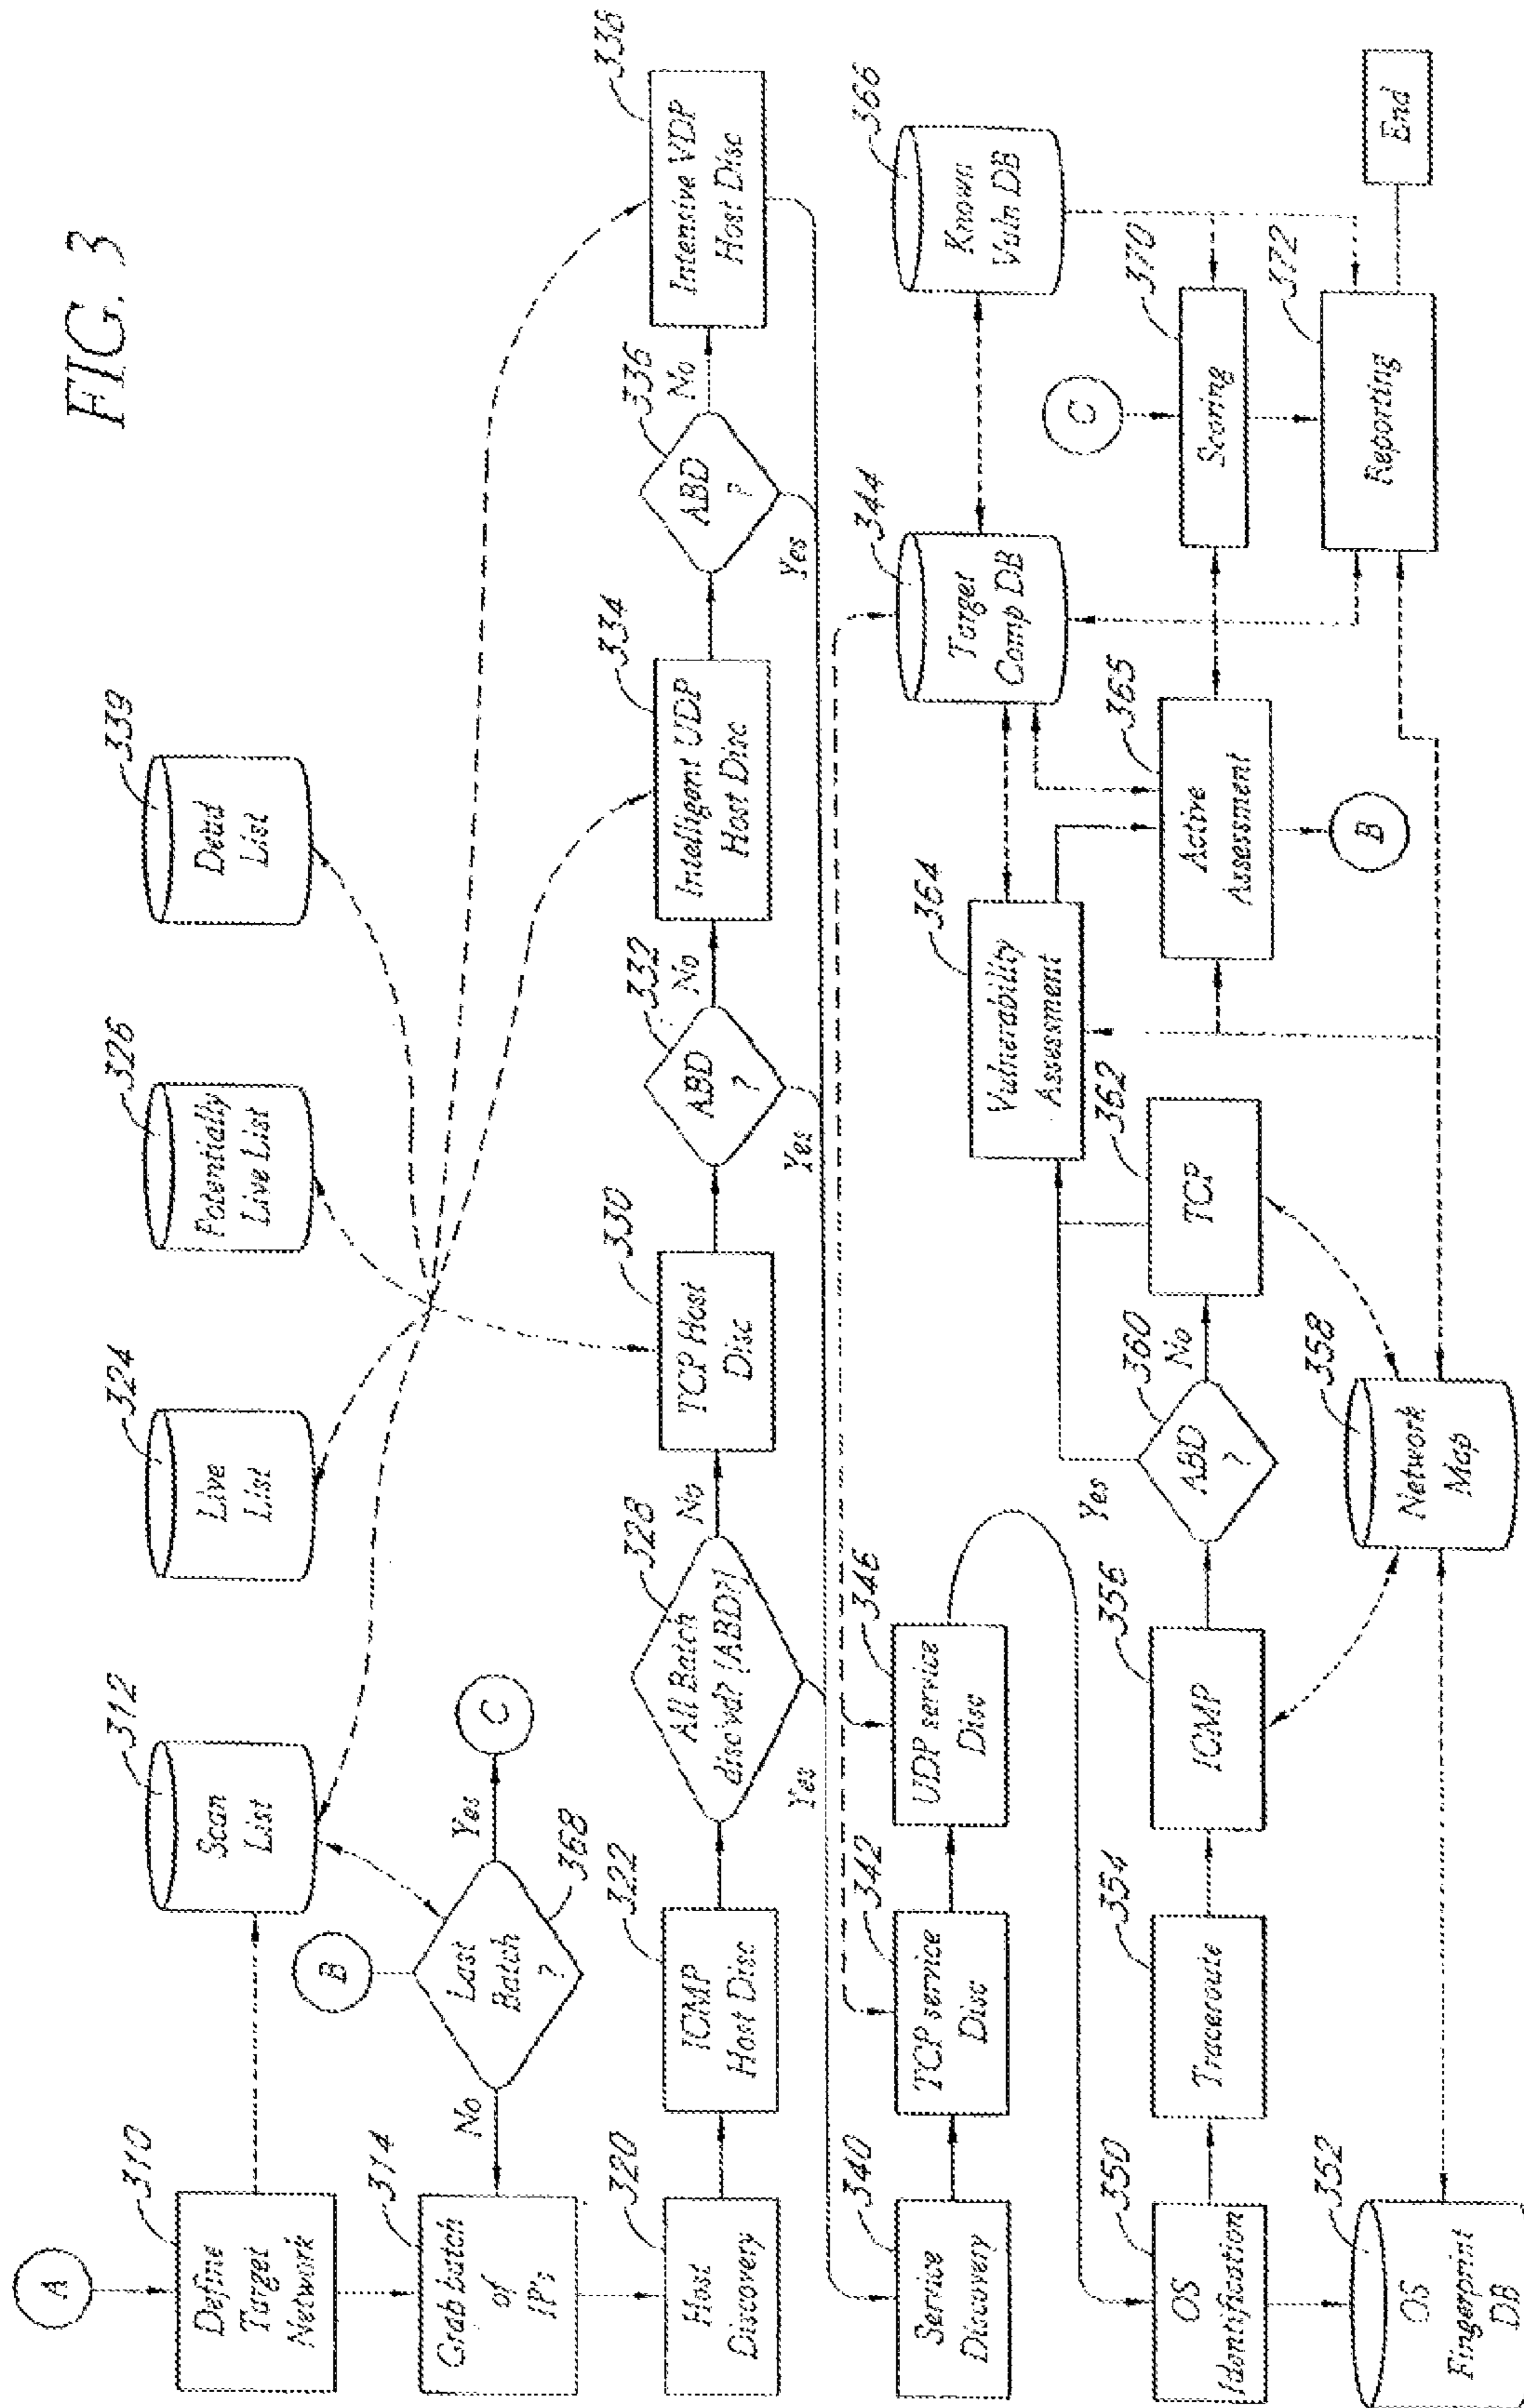 FIG. 3
A
310
Define
Target
Network
312
Scan
List
324
Live
List
326
Potentially
Live List
339
Dead
List
B
314
Grab batch
of
IP's
No
Last
Batch
?
368
Yes
C
320
Host
Discovery
322
ICMP
Host Disc
328
All Batch
disc'vd? [ABD?]
No
Yes
330
TCP Host
Disc
332
ABD
?
No
Yes
334
Intelligent UDP
Host Disc
336
ABD
?
No
Yes
338
Intensive VDP
Host Disc
340
Service
Discovery
342
TCP service
Disc
346
UDP service
Disc
344
Target
Comp DB
366
Known
Vuln DB
350
OS
Identification
354
Traceroute
356
ICMP
360
ABD
?
Yes
No
362
TCP
364
Vulnerability
Assessment
365
Active
Assessment
B
C
370
Scoring
372
Reporting
End
352
OS
Fingerprint
DB
358
Network
Map